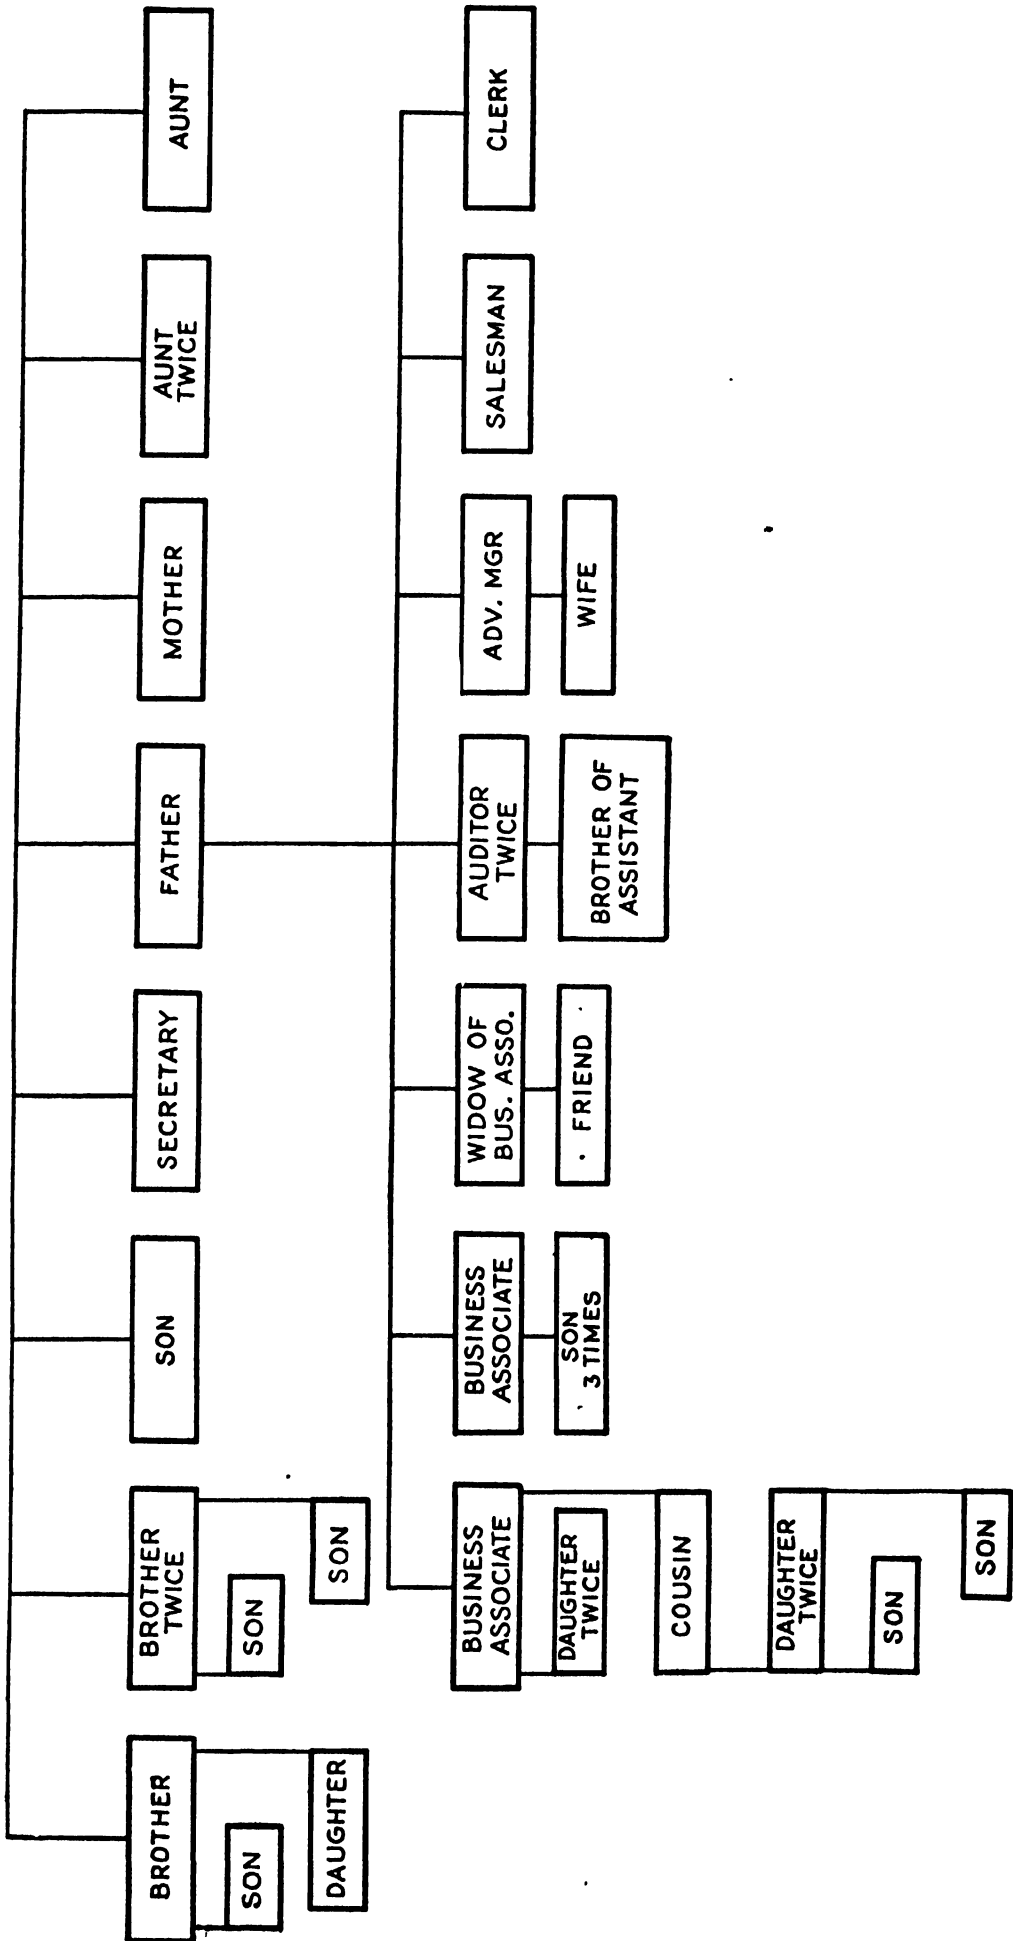 BROTHER
BROTHER
TWICE
SON
SECRETARY
FATHER
MOTHER
AUNT
TWICE
AUNT
SON
DAUGHTER
SON
SON
BUSINESS
ASSOCIATE
BUSINESS
ASSOCIATE
WIDOW OF
BUS. ASSO.
AUDITOR
TWICE
ADV. MGR
SALESMAN
CLERK
DAUGHTER
TWICE
SON
3 TIMES
FRIEND
BROTHER OF
ASSISTANT
WIFE
COUSIN
DAUGHTER
TWICE
SON
SON